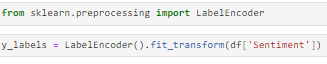 from sklearn.preprocessing import LabelEncoder
y_labels = LabelEncoder().fit_transform(df['Sentiment'])